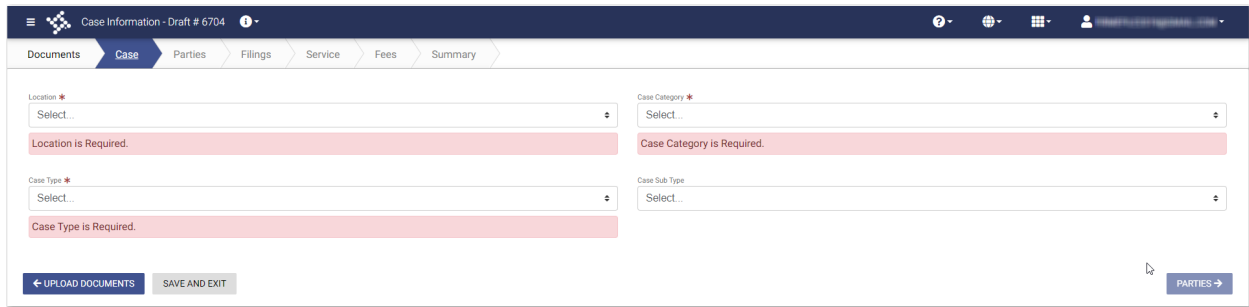 Case Information - Draft # 6704
Documents Case Parties Filings Service Fees Summary
Location * Case Category *
Select... Select...
Location is Required. Case Category is Required.
Case Type * Case Sub Type
Select... Select...
Case Type is Required.
← UPLOAD DOCUMENTS SAVE AND EXIT PARTIES →